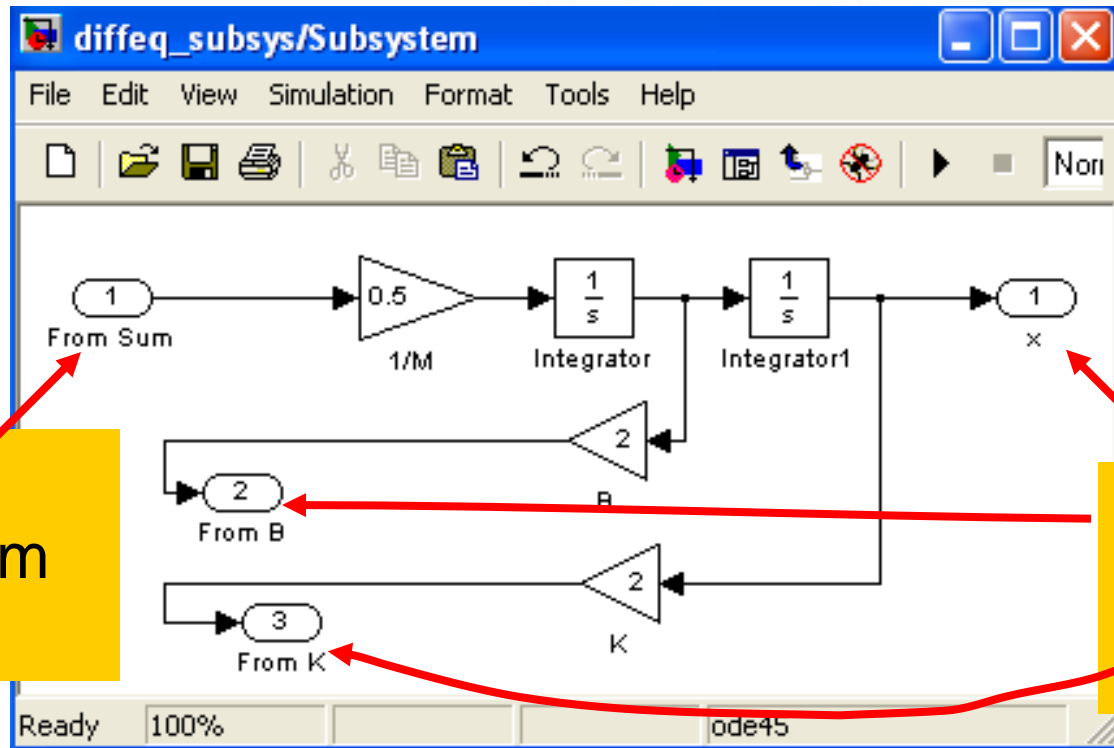 diffeq_subsys/Subsystem
File Edit View Simulation Format Tools Help
1
From Sum
0.5
1/M
1
s
Integrator
1
s
Integrator1
1
x
2
B
2
From B
2
K
3
From K
Ready 100% ode45